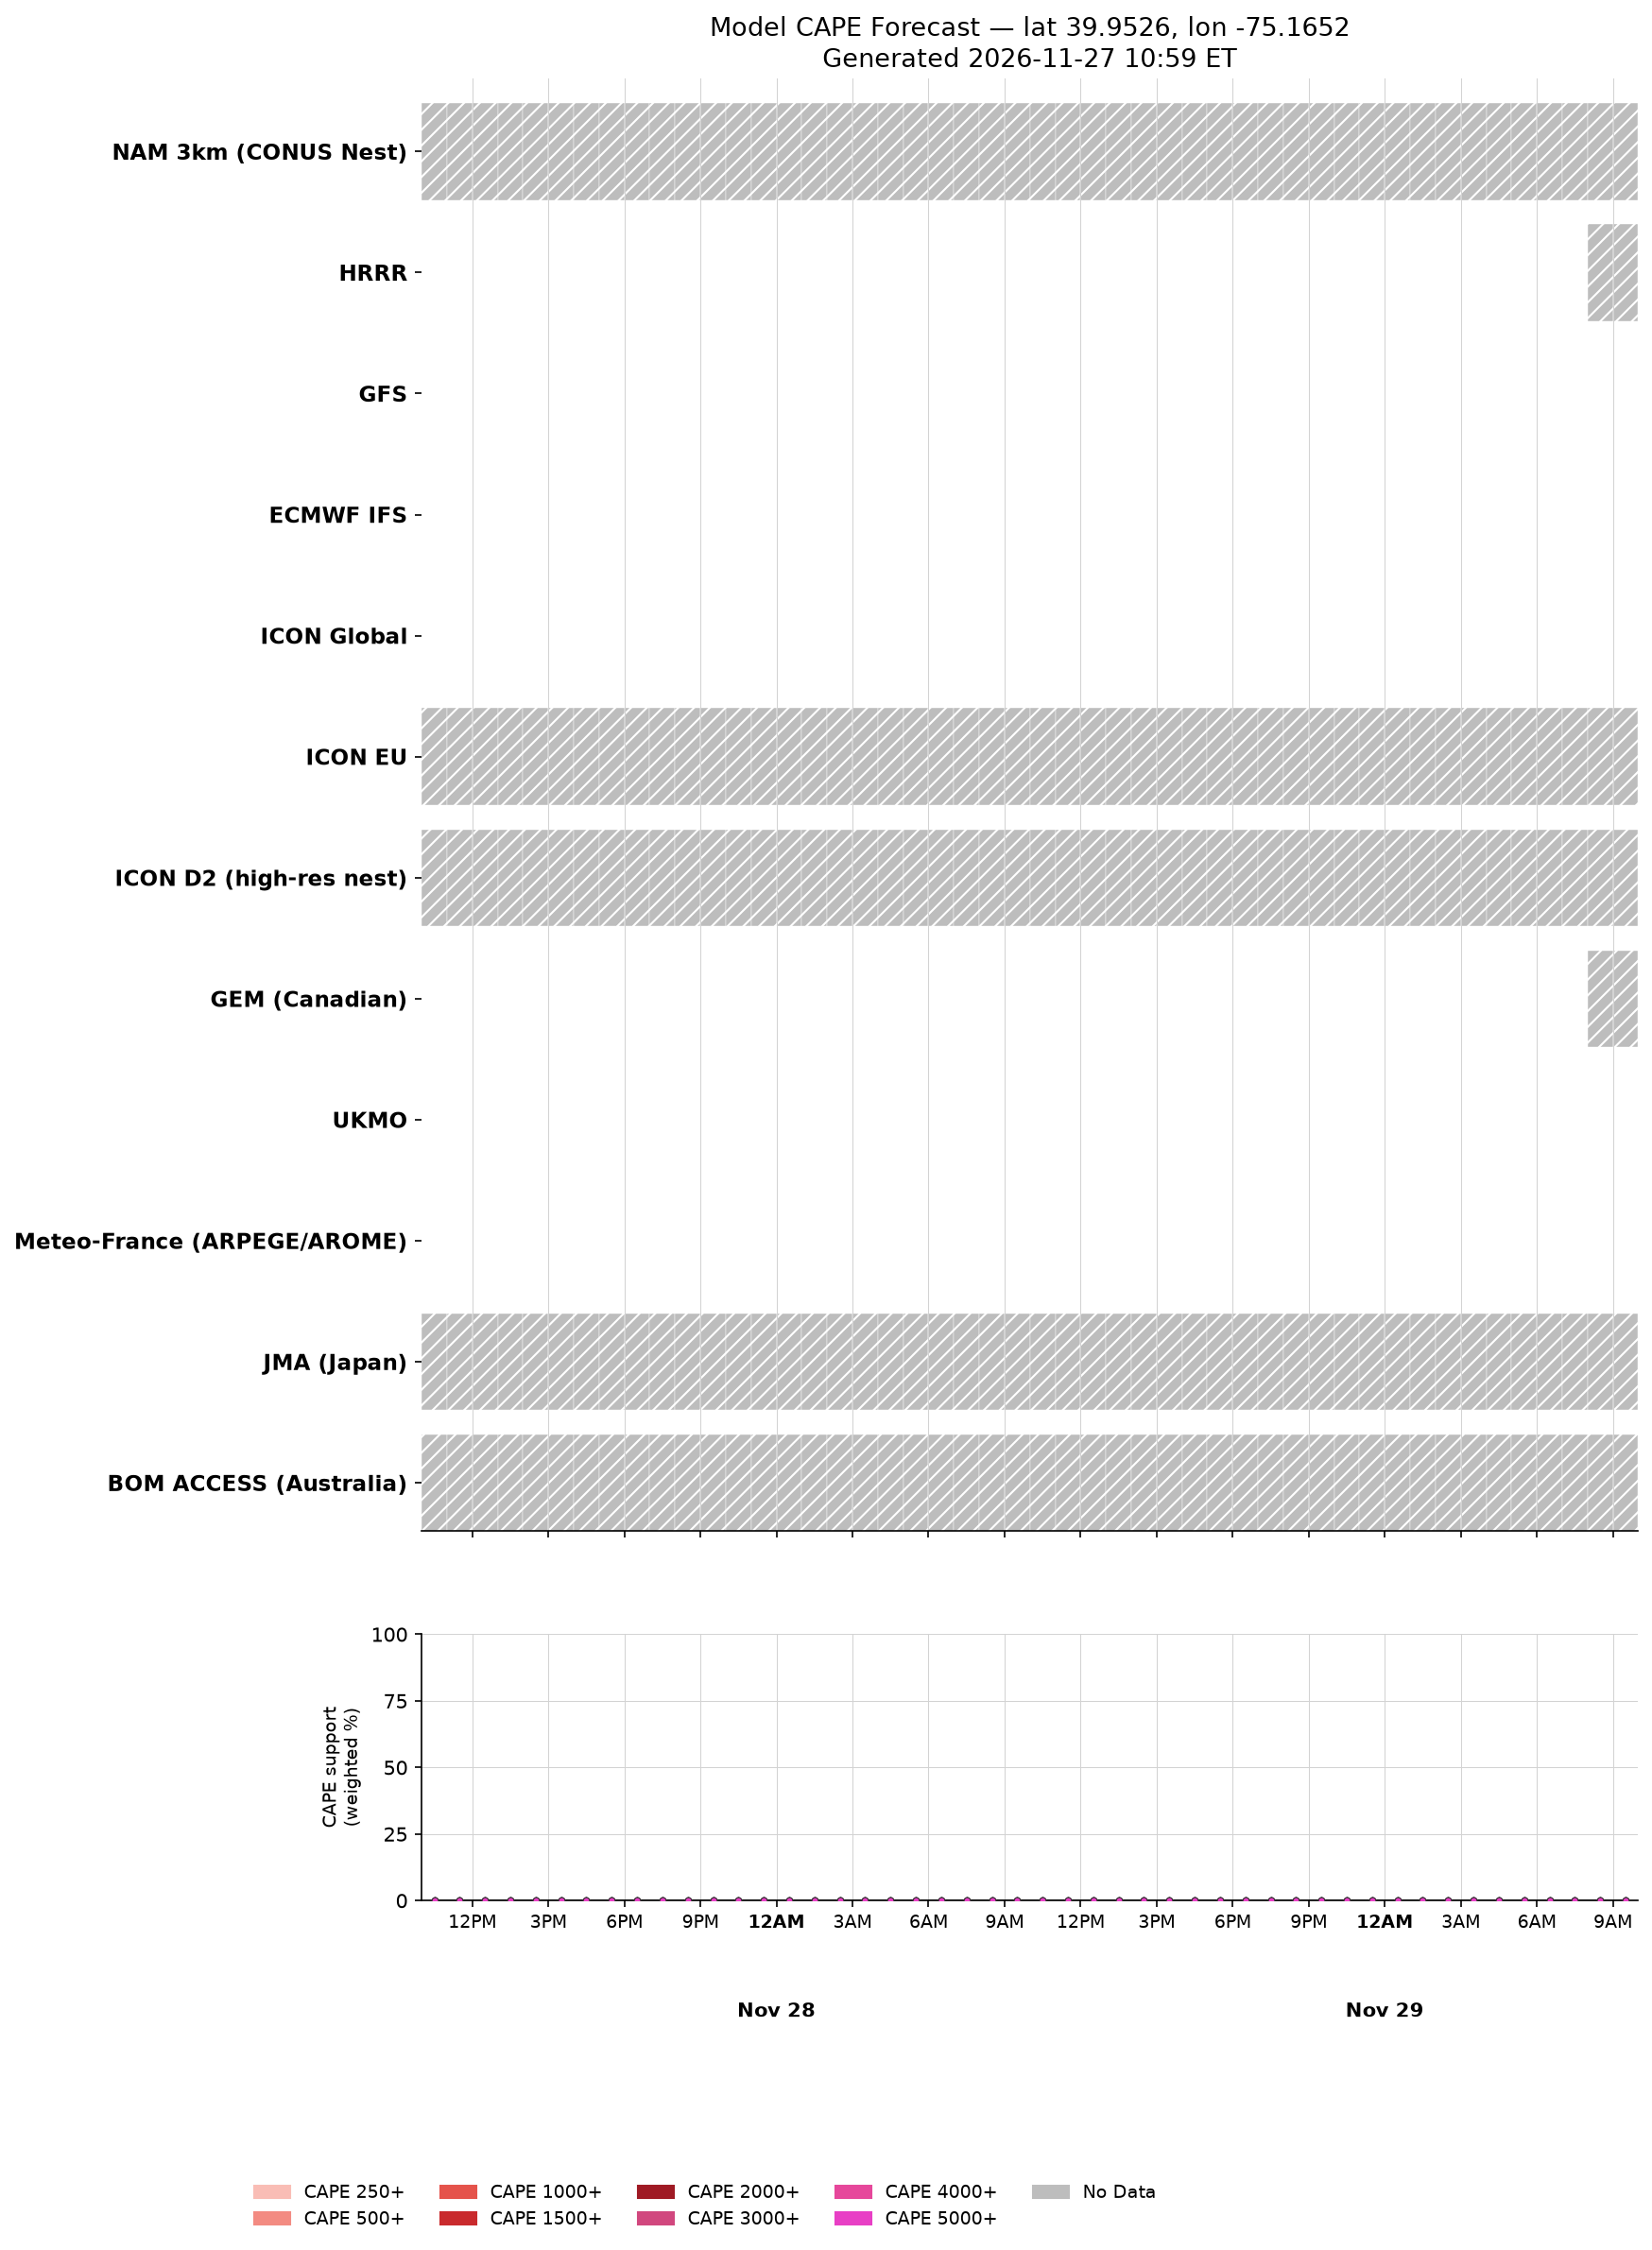 Model CAPE Forecast — lat 39.9526, lon -75.1652
Generated 2026-11-27 10:59 ET
NAM 3km (CONUS Nest)
HRRR
GFS
ECMWF IFS
ICON Global
ICON EU
ICON D2 (high-res nest)
GEM (Canadian)
UKMO
Meteo-France (ARPEGE/AROME)
JMA (Japan)
BOM ACCESS (Australia)
CAPE support
(weighted %)
100
75
50
25
0
12PM 3PM 6PM 9PM 12AM 3AM 6AM 9AM 12PM 3PM 6PM 9PM 12AM 3AM 6AM 9AM
Nov 28 Nov 29
CAPE 250+ CAPE 1000+ CAPE 2000+ CAPE 4000+ No Data
CAPE 500+ CAPE 1500+ CAPE 3000+ CAPE 5000+